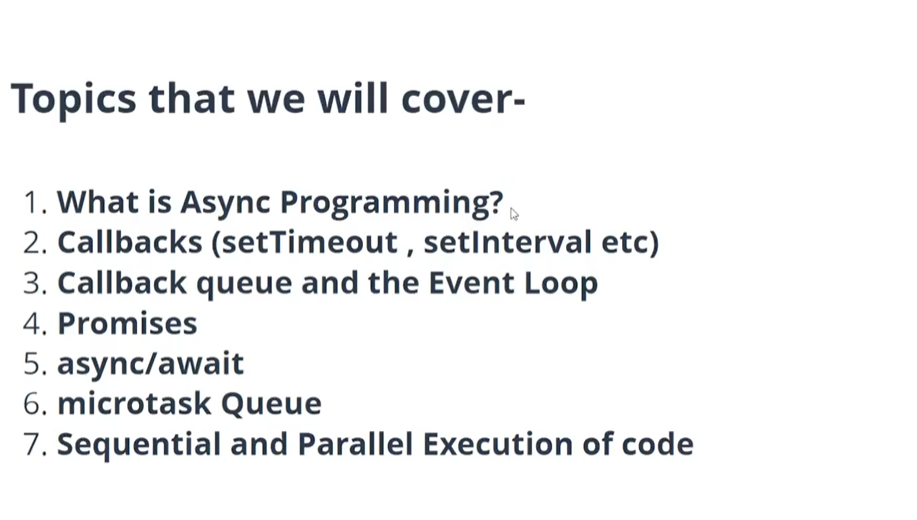 Topics that we will cover-
1. What is Async Programming?
2. Callbacks (setTimeout , setInterval etc)
3. Callback queue and the Event Loop
4. Promises
5. async/await
6. microtask Queue
7. Sequential and Parallel Execution of code